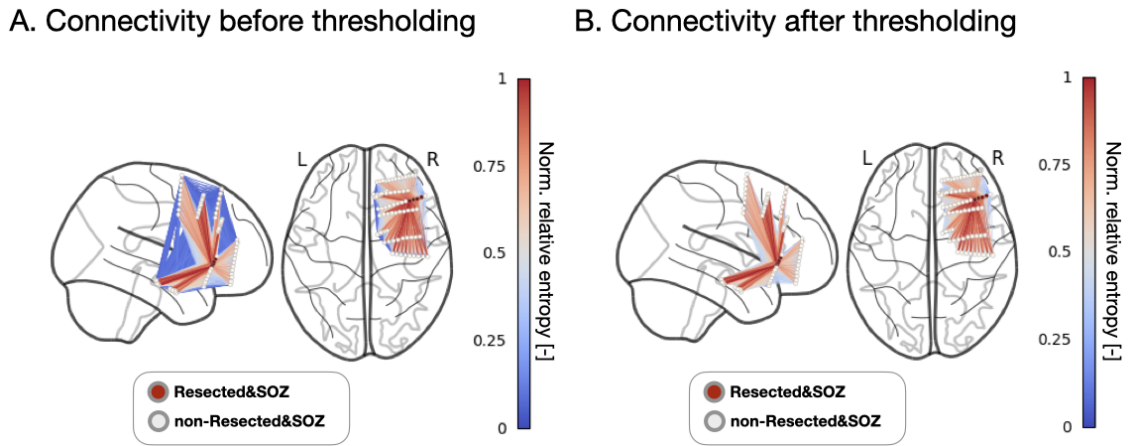 A. Connectivity before thresholding
L
R
1
0.75
0.5
0.25
0
Norm. relative entropy [-]
Resected&SOZ
non-Resected&SOZ
B. Connectivity after thresholding
L
R
1
0.75
0.5
0.25
0
Norm. relative entropy [-]
Resected&SOZ
non-Resected&SOZ